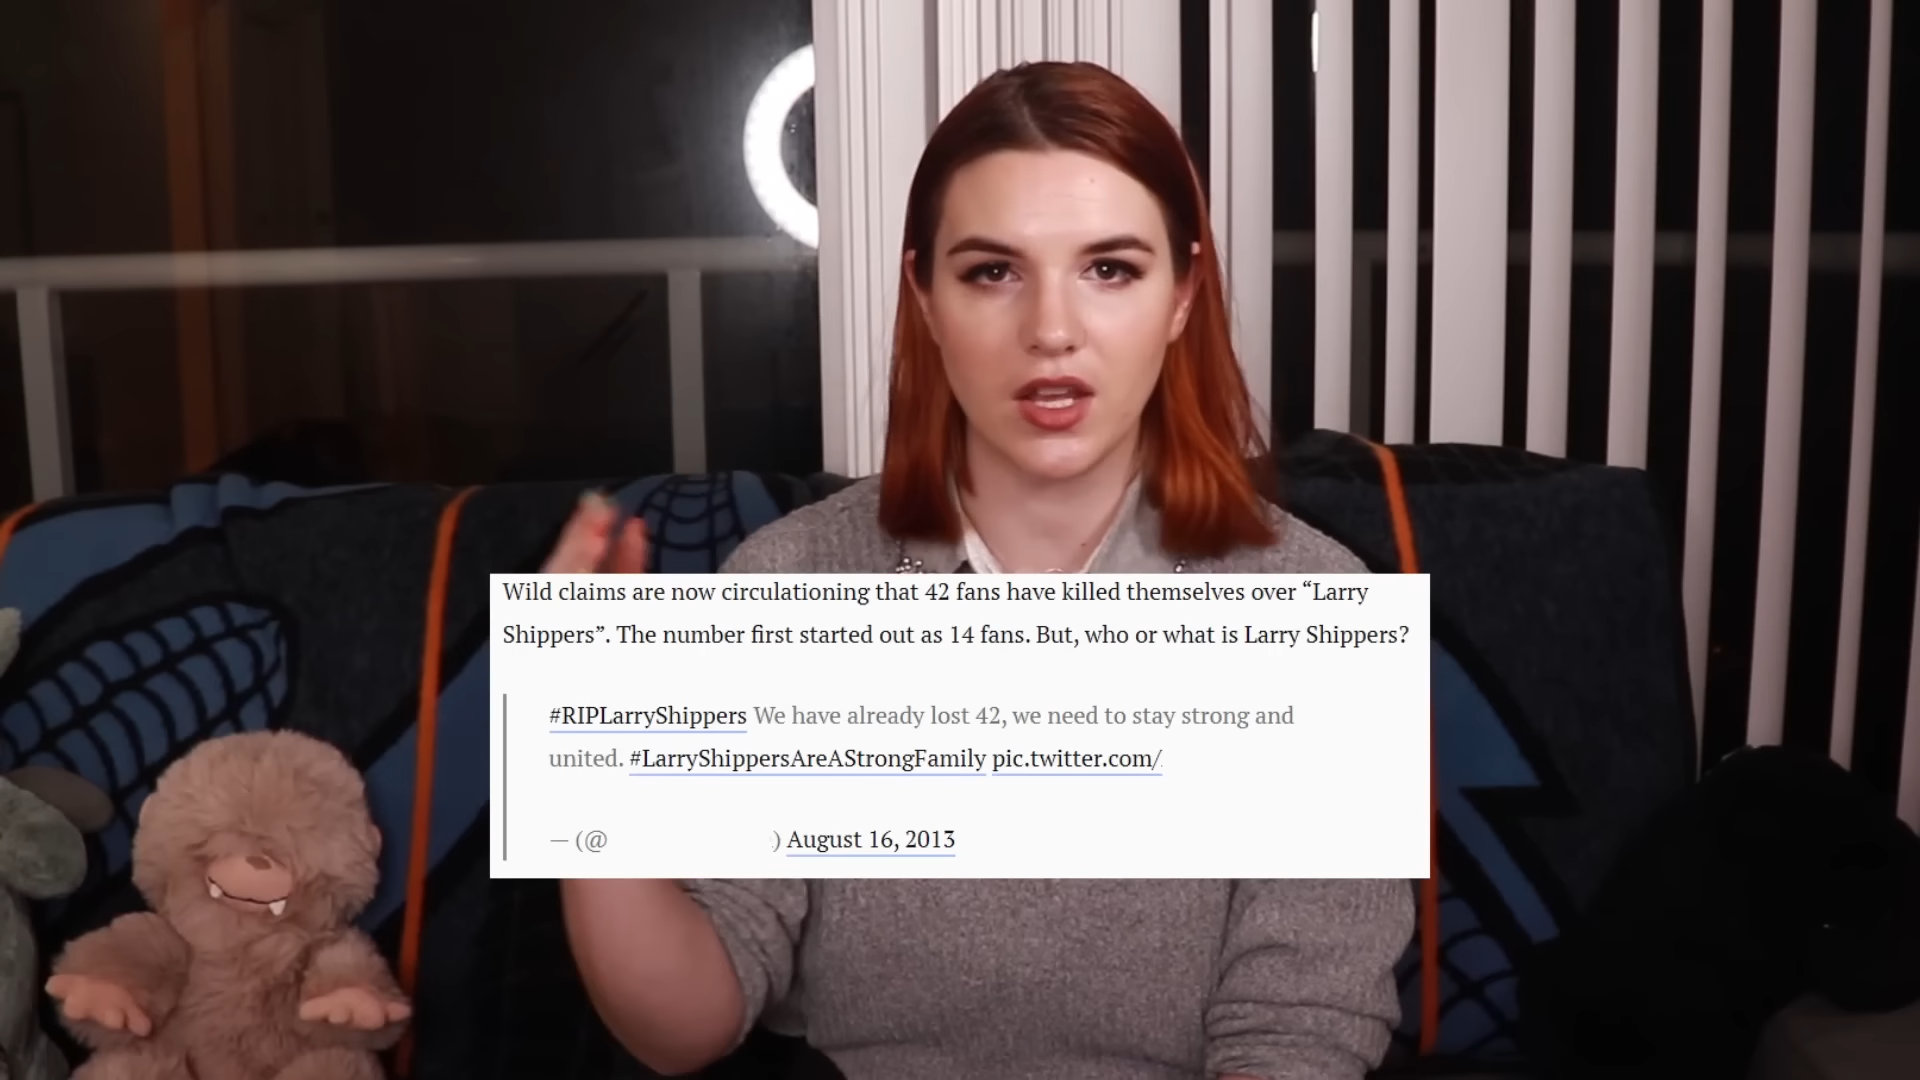 Wild claims are now circulationing that 42 fans have killed themselves over “Larry
Shippers”. The number first started out as 14 fans. But, who or what is Larry Shippers?
#RIPLarryShippers We have already lost 42, we need to stay strong and
united. #LarryShippersAreAStrongFamily pic.twitter.com/
— (@ ) August 16, 2013